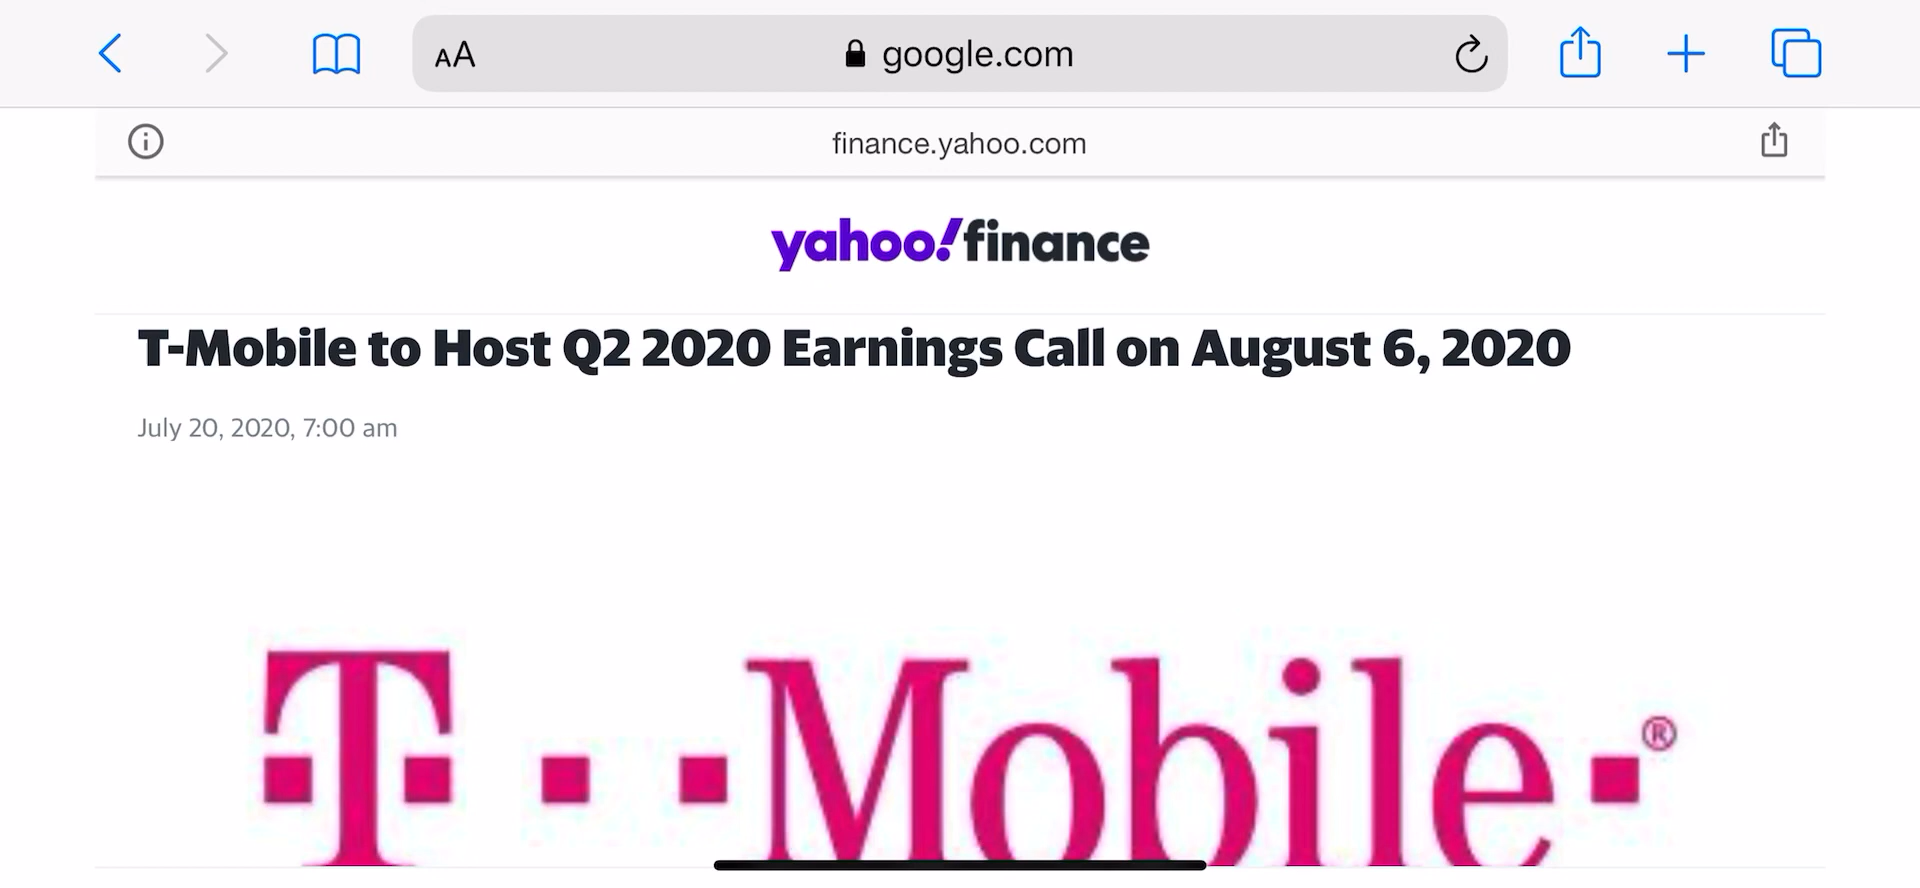 AA google.com
finance.yahoo.com
yahoo!finance
T-Mobile to Host Q2 2020 Earnings Call on August 6, 2020
July 20, 2020, 7:00 am
T Mobile ®